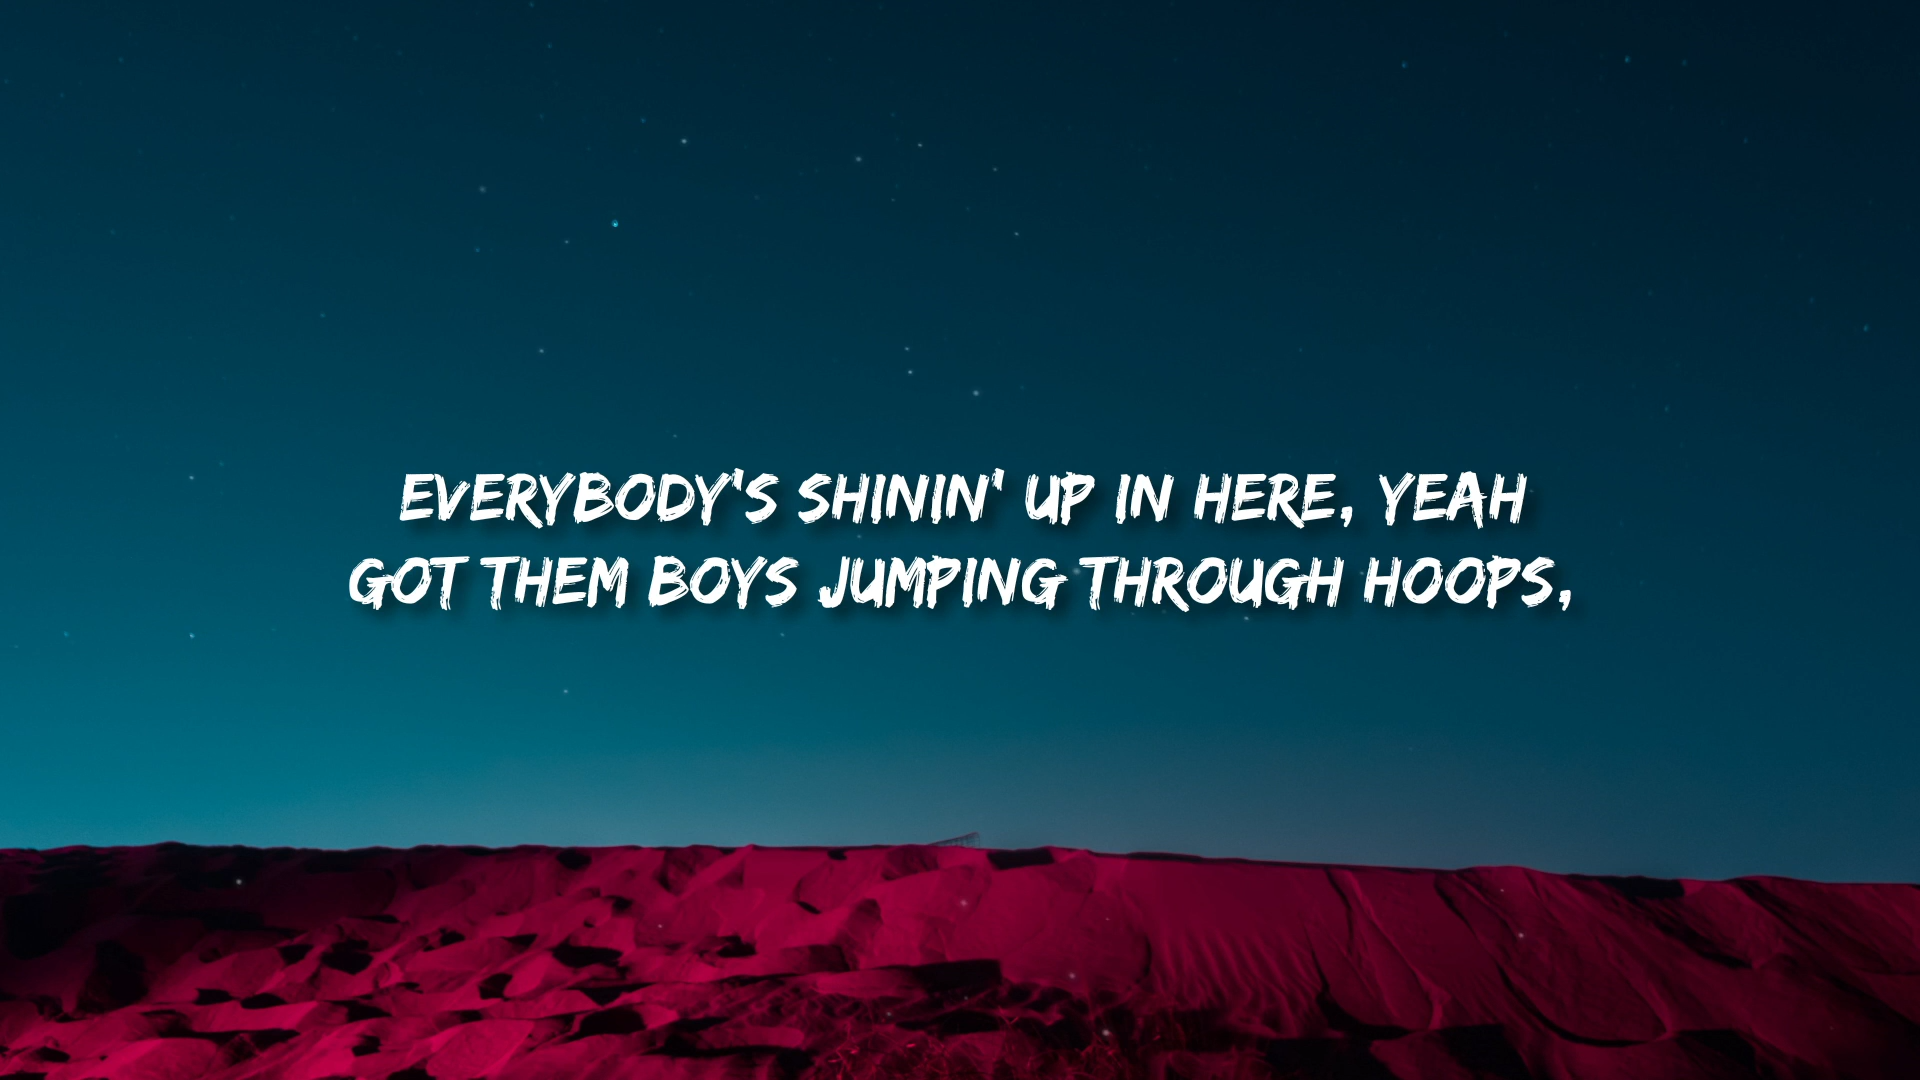 EVERYBODY'S SHININ' UP IN HERE, YEAH
GOT THEM BOYS JUMPING THROUGH HOOPS,